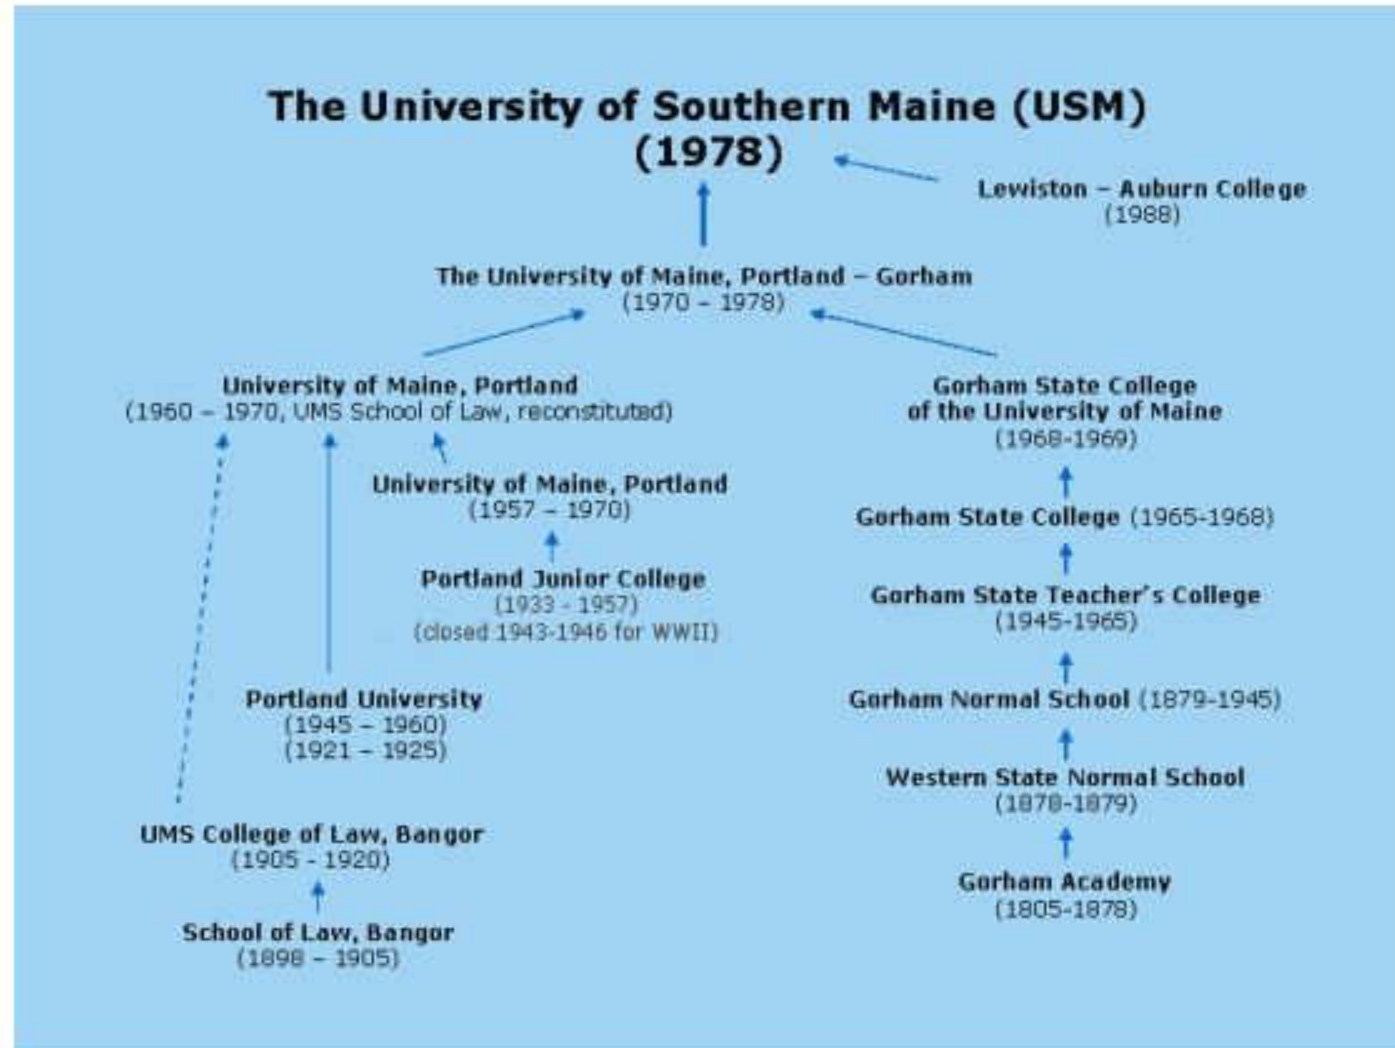 The University of Southern Maine (USM)
(1978)
Lewiston – Auburn College
(1988)
The University of Maine, Portland – Gorham
(1970 – 1978)
University of Maine, Portland
(1960 – 1970, UMS School of Law, reconstituted)
University of Maine, Portland
(1957 – 1970)
Portland Junior College
(1933 - 1957)
(closed 1943-1946 for WWII)
Portland University
(1945 – 1960)
(1921 – 1925)
UMS College of Law, Bangor
(1905 - 1920)
School of Law, Bangor
(1898 – 1905)
Gorham State College
of the University of Maine
(1968-1969)
Gorham State College (1965-1968)
Gorham State Teacher's College
(1945-1965)
Gorham Normal School (1879-1945)
Western State Normal School
(1878-1879)
Gorham Academy
(1805-1878)